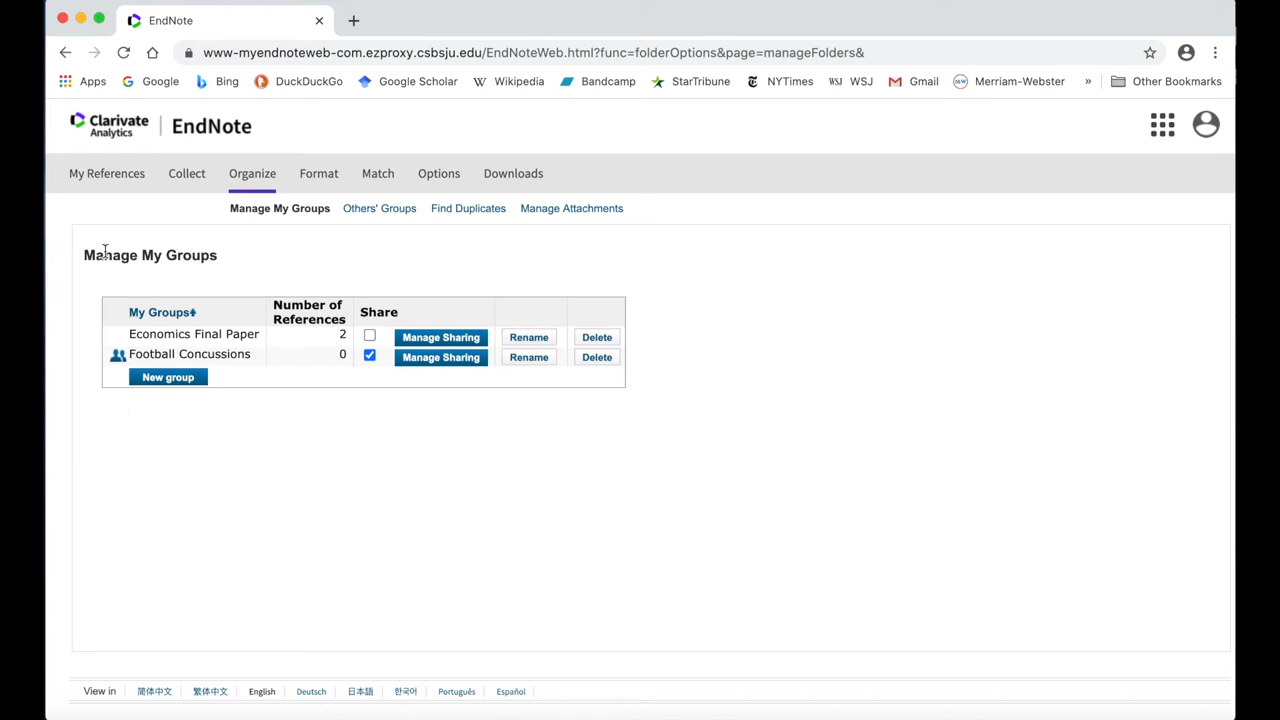 EndNote
www-myendnoteweb-com.ezproxy.csbsju.edu/EndNoteWeb.html?func=folderOptions&page=manageFolders&
Apps Google Bing DuckDuckGo Google Scholar Wikipedia Bandcamp StarTribune NYTimes WSJ WSJ Gmail Merriam-Webster » Other Bookmarks
Clarivate Analytics EndNote
My References Collect Organize Format Match Options Downloads
Manage My Groups Others' Groups Find Duplicates Manage Attachments
Manage My Groups
My Groups Number of References Share
Economics Final Paper 2 Manage Sharing Rename Delete
Football Concussions 0 Manage Sharing Rename Delete
New group
View in 简体中文 繁体中文 English Deutsch 日本語 한국어 Português Español